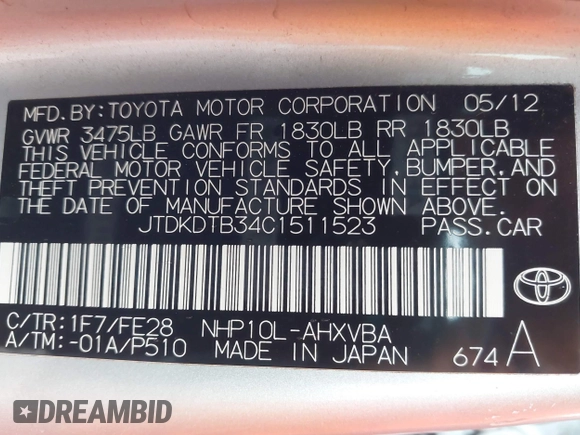 MFD.BY:TOYOTA MOTOR CORPORATION 05/12
GVWR 3475LB GAWR FR 1830LB RR 1830LB
THIS VEHICLE CONFORMS TO ALL APPLICABLE
FEDERAL MOTOR VEHICLE SAFETY,BUMPER,AND
THEFT PREVENTION STANDARDS IN EFFECT ON
THE DATE OF MANUFACTURE SHOWN ABOVE.
JTDKDTB34C1511523 PASS.CAR
C/TR:1F7/FE28 NHP10L-AHXVBA
A/TM:-01A/P510 MADE IN JAPAN 674 A
TOYOTA
DREAMBID